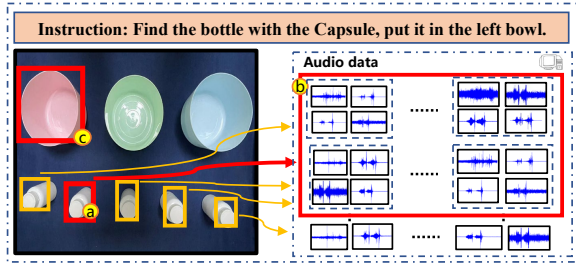 Instruction: Find the bottle with the Capsule, put it in the left bowl.
Audio data
b
c
a
......
......
......